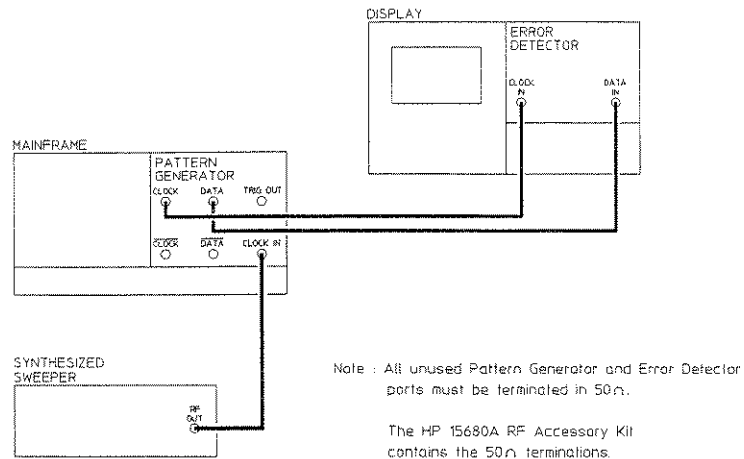 DISPLAY
ERROR
DETECTOR
CLOCK
IN
DATA
IN
MAINFRAME
PATTERN
GENERATOR
CLOCK
DATA
TRIG OUT
CLOCK
DATA
CLOCK IN
SYNTHESIZED
SWEEPER
RF
OUT
Note : All unused Pattern Generator and Error Detector
ports must be terminated in 50Ω.
The HP 15680A RF Accessory Kit
contains the 50Ω terminations.